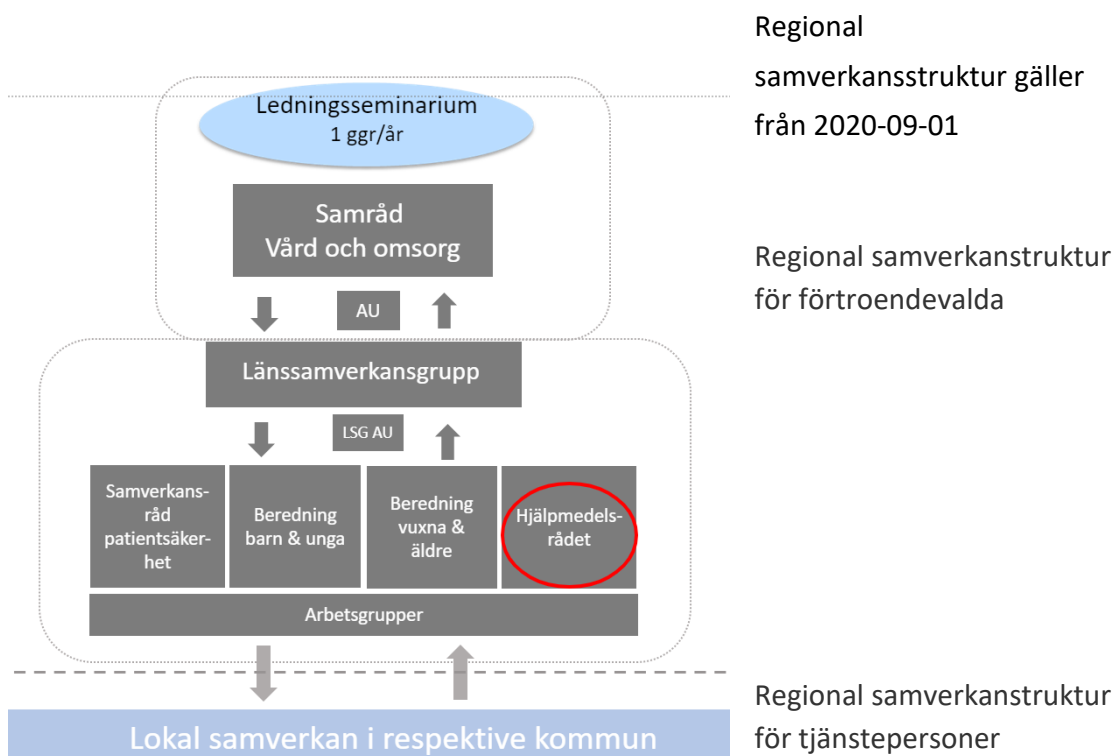 Regional
samverkansstruktur gäller
från 2020-09-01
Ledningsseminarium
1 ggr/år
Samråd
Vård och omsorg
Regional samverkanstruktur
för förtroendevalda
AU
Länssamverkansgrupp
LSG AU
Samverkans-
råd
patientsäker-
het
Beredning
barn & unga
Beredning
vuxna &
äldre
Hjälpmedels-
rådet
Arbetsgrupper
Lokal samverkan i respektive kommun
Regional samverkanstruktur
för tjänstepersoner